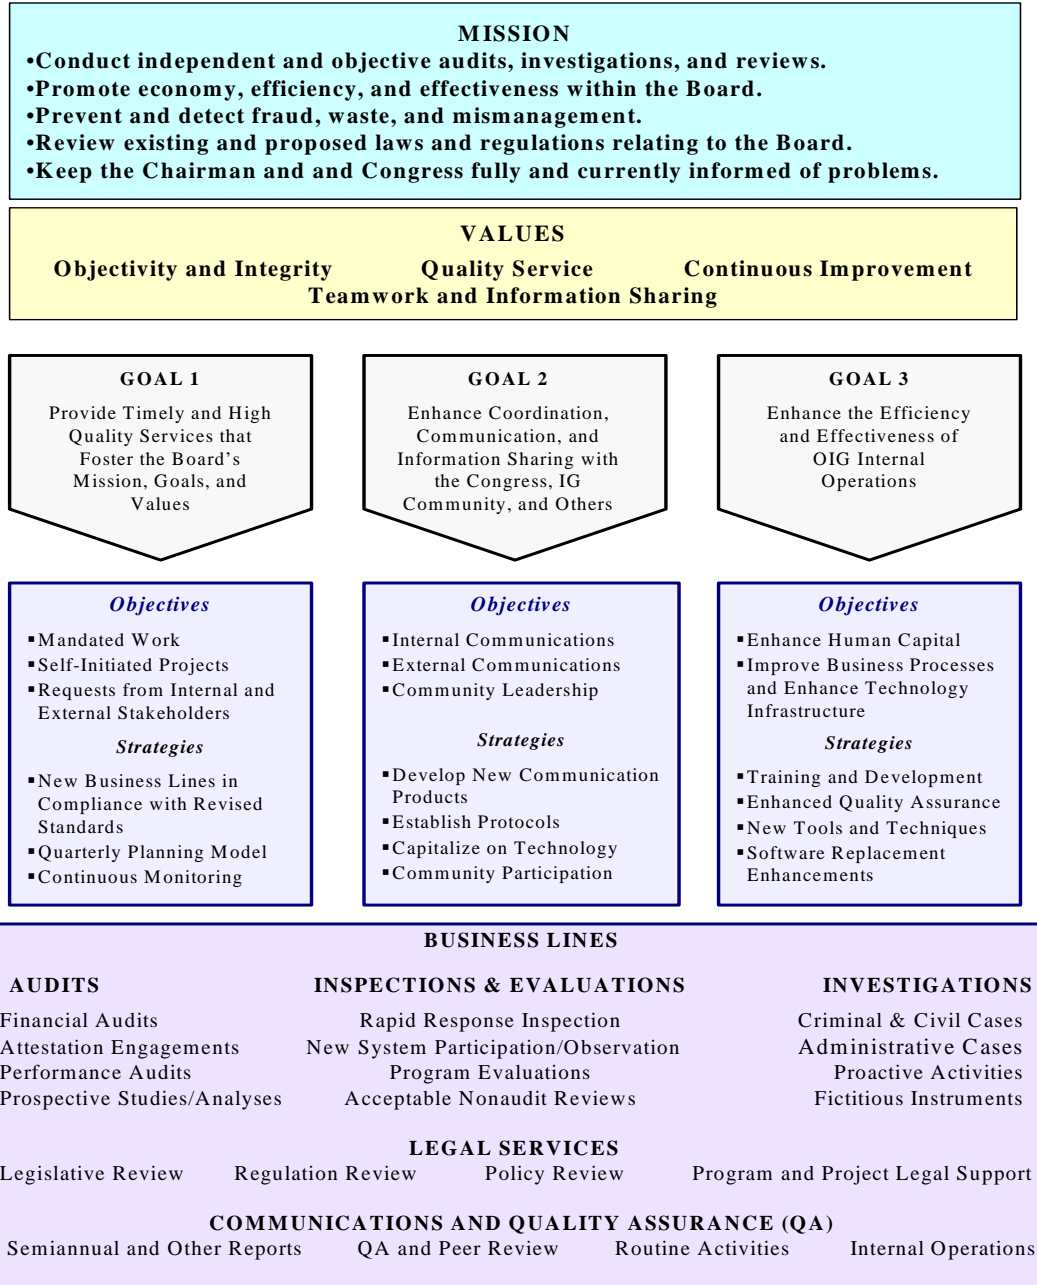 MISSION
•Conduct independent and objective audits, investigations, and reviews.
•Promote economy, efficiency, and effectiveness within the Board.
•Prevent and detect fraud, waste, and mismanagement.
•Review existing and proposed laws and regulations relating to the Board.
•Keep the Chairman and and Congress fully and currently informed of problems.
VALUES
Objectivity and Integrity Quality Service Continuous Improvement
Teamwork and Information Sharing
GOAL 1
Provide Timely and High
Quality Services that
Foster the Board’s
Mission, Goals, and
Values
GOAL 2
Enhance Coordination,
Communication, and
Information Sharing with
the Congress, IG
Community, and Others
GOAL 3
Enhance the Efficiency
and Effectiveness of
OIG Internal
Operations
Objectives
▪Mandated Work
▪Self-Initiated Projects
▪Requests from Internal and
External Stakeholders
Strategies
▪New Business Lines in
Compliance with Revised
Standards
▪Quarterly Planning Model
▪Continuous Monitoring
Objectives
▪Internal Communications
▪External Communications
▪Community Leadership
Strategies
▪Develop New Communication
Products
▪Establish Protocols
▪Capitalize on Technology
▪Community Participation
Objectives
▪Enhance Human Capital
▪Improve Business Processes
and Enhance Technology
Infrastructure
Strategies
▪Training and Development
▪Enhanced Quality Assurance
▪New Tools and Techniques
▪Software Replacement
Enhancements
BUSINESS LINES
AUDITS INSPECTIONS & EVALUATIONS INVESTIGATIONS
Financial Audits Rapid Response Inspection Criminal & Civil Cases
Attestation Engagements New System Participation/Observation Administrative Cases
Performance Audits Program Evaluations Proactive Activities
Prospective Studies/Analyses Acceptable Nonaudit Reviews Fictitious Instruments
LEGAL SERVICES
Legislative Review Regulation Review Policy Review Program and Project Legal Support
COMMUNICATIONS AND QUALITY ASSURANCE (QA)
Semiannual and Other Reports QA and Peer Review Routine Activities Internal Operations